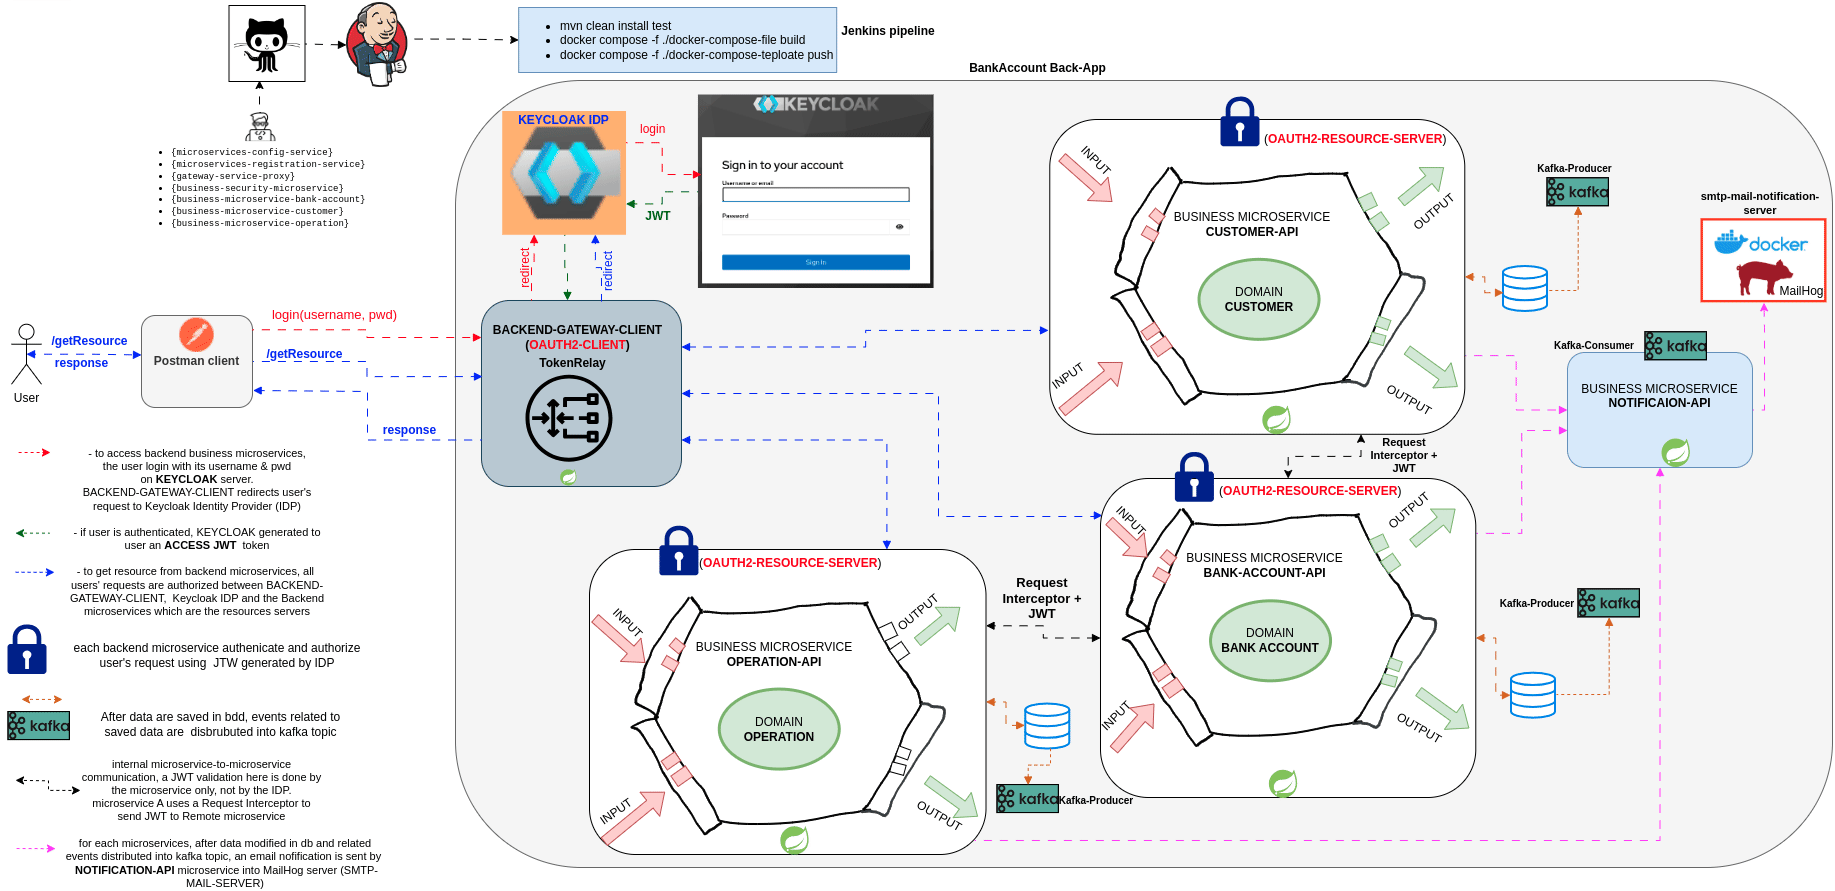 mvn clean install test
docker compose -f ./docker-compose-file build
docker compose -f ./docker-compose-teploate push
Jenkins pipeline
BankAccount Back-App
{microservices-config-service}
{microservices-registration-service}
{gateway-service-proxy}
{business-security-microservice}
{business-microservice-bank-account}
{business-microservice-customer}
{business-microservice-operation}
KEYCLOAK IDP
login
JWT
redirect
redirect
KEYCLOAK
Sign in to your account
Username or email
Password
Sign In
User
/getResource
response
Postman client
login(username, pwd)
/getResource
response
BACKEND-GATEWAY-CLIENT
(OAUTH2-CLIENT)
TokenRelay
(OAUTH2-RESOURCE-SERVER)
INPUT
OUTPUT
BUSINESS MICROSERVICE
CUSTOMER-API
DOMAIN
CUSTOMER
INPUT
OUTPUT
Kafka-Producer
kafka
smtp-mail-notification-
server
docker
MailHog
Kafka-Consumer
kafka
BUSINESS MICROSERVICE
NOTIFICAION-API
Request
Interceptor +
JWT
(OAUTH2-RESOURCE-SERVER)
INPUT
OUTPUT
BUSINESS MICROSERVICE
BANK-ACCOUNT-API
DOMAIN
BANK ACCOUNT
INPUT
OUTPUT
Kafka-Producer
kafka
(OAUTH2-RESOURCE-SERVER)
INPUT
OUTPUT
BUSINESS MICROSERVICE
OPERATION-API
DOMAIN
OPERATION
INPUT
OUTPUT
Request
Interceptor +
JWT
kafka
Kafka-Producer
- to access backend business microservices,
the user login with its username & pwd
on KEYCLOAK server.
BACKEND-GATEWAY-CLIENT redirects user's
request to Keycloak Identity Provider (IDP)
- if user is authenticated, KEYCLOAK generated to
user an ACCESS JWT token
- to get resource from backend microservices, all
users' requests are authorized between BACKEND-
GATEWAY-CLIENT, Keycloak IDP and the Backend
microservices which are the resources servers
each backend microservice authenicate and authorize
user's request using JTW generated by IDP
kafka
After data are saved in bdd, events related to
saved data are disbrubuted into kafka topic
internal microservice-to-microservice
communication, a JWT validation here is done by
the microservice only, not by the IDP.
microservice A uses a Request Interceptor to
send JWT to Remote microservice
for each microservices, after data modified in db and related
events distributed into kafka topic, an email nofification is sent by
NOTIFICATION-API microservice into MailHog server (SMTP-
MAIL-SERVER)